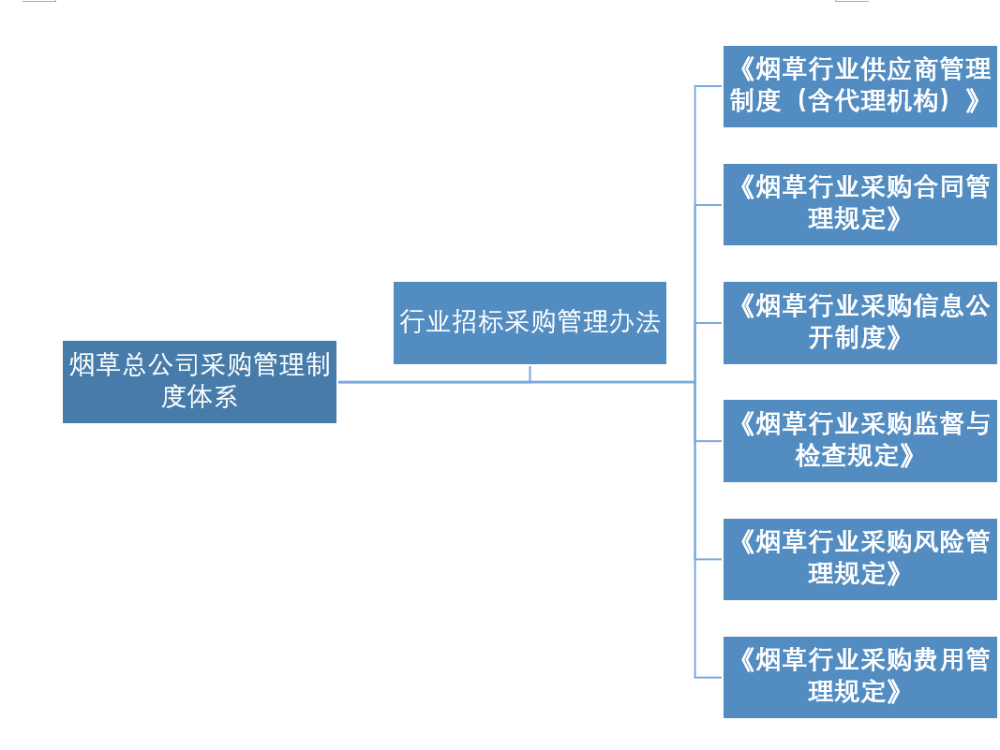 烟草总公司采购管理制
度体系
行业招标采购管理办法
《烟草行业供应商管理
制度（含代理机构）》
《烟草行业采购合同管
理规定》
《烟草行业采购信息公
开制度》
《烟草行业采购监督与
检查规定》
《烟草行业采购风险管
理规定》
《烟草行业采购费用管
理规定》